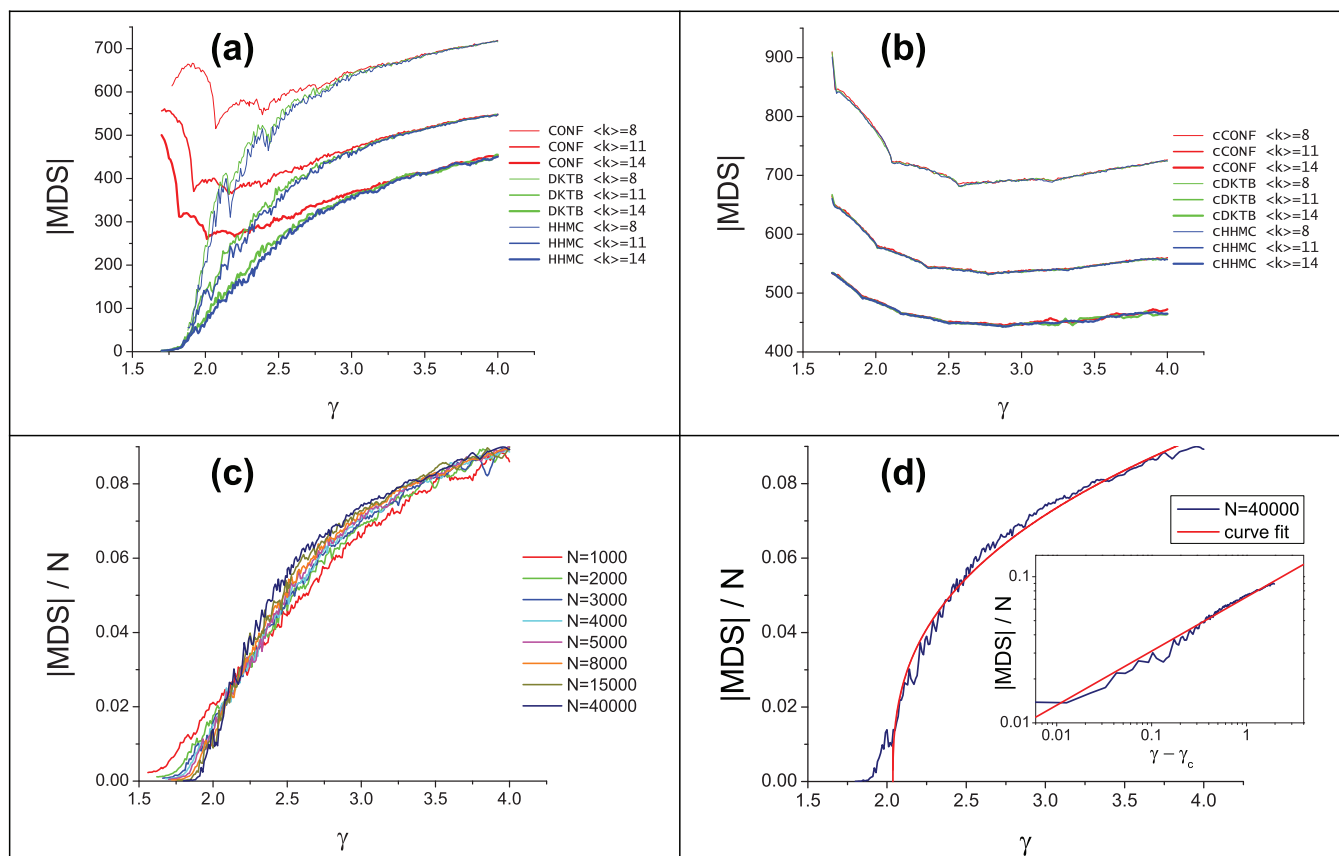 (a)
|MDS|
700
600
500
400
300
200
100
0
1.5 2.0 2.5 3.0 3.5 4.0
γ
CONF <k>=8
CONF <k>=11
CONF <k>=14
DKTB <k>=8
DKTB <k>=11
DKTB <k>=14
HHMC <k>=8
HHMC <k>=11
HHMC <k>=14
(b)
|MDS|
900
800
700
600
500
400
1.5 2.0 2.5 3.0 3.5 4.0
γ
cCONF <k>=8
cCONF <k>=11
cCONF <k>=14
cDKTB <k>=8
cDKTB <k>=11
cDKTB <k>=14
cHHMC <k>=8
cHHMC <k>=11
cHHMC <k>=14
(c)
|MDS| / N
0.08
0.06
0.04
0.02
0.00
1.5 2.0 2.5 3.0 3.5 4.0
γ
N=1000
N=2000
N=3000
N=4000
N=5000
N=8000
N=15000
N=40000
(d)
|MDS| / N
0.08
0.06
0.04
0.02
0.00
1.5 2.0 2.5 3.0 3.5 4.0
γ
N=40000
curve fit
|MDS| / N
0.1
0.01
0.01 0.1 1
γ − γc